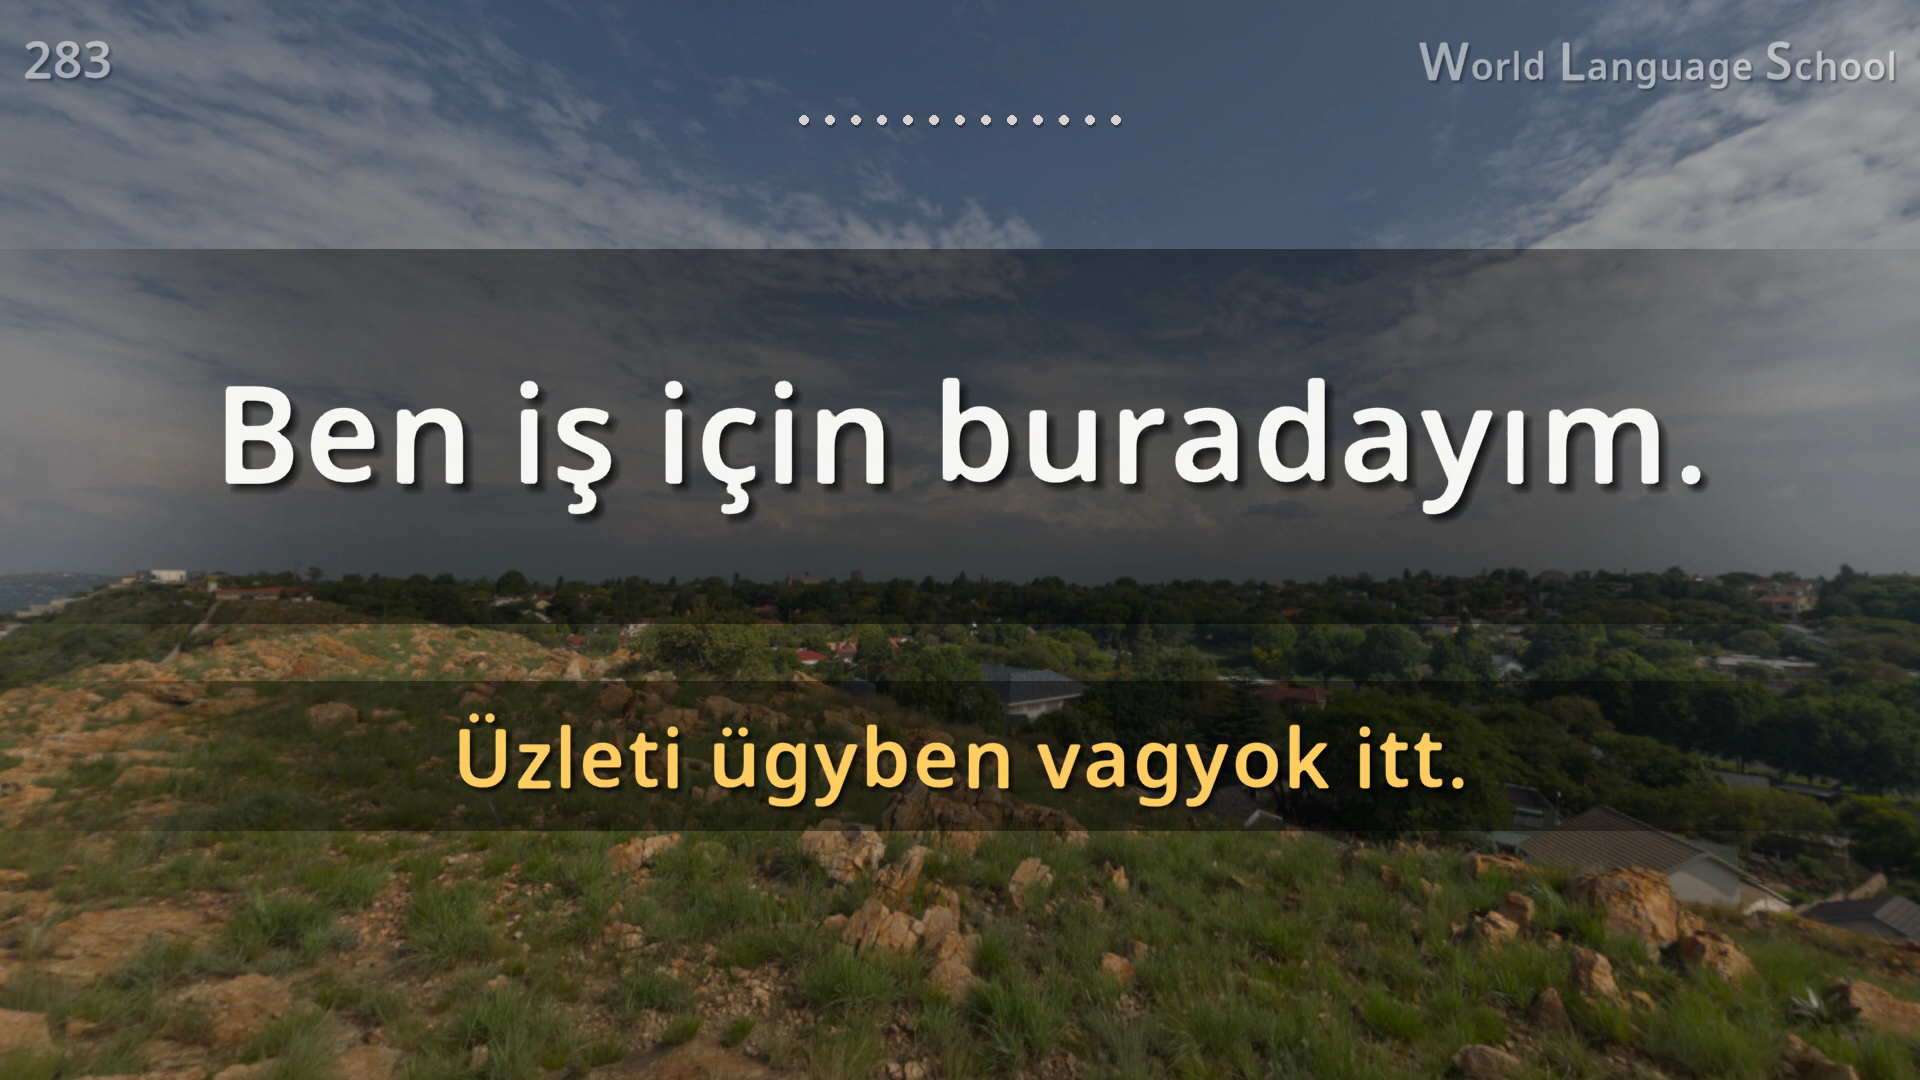 283
World Language School
Ben iş için buradayım.
Üzleti ügyben vagyok itt.